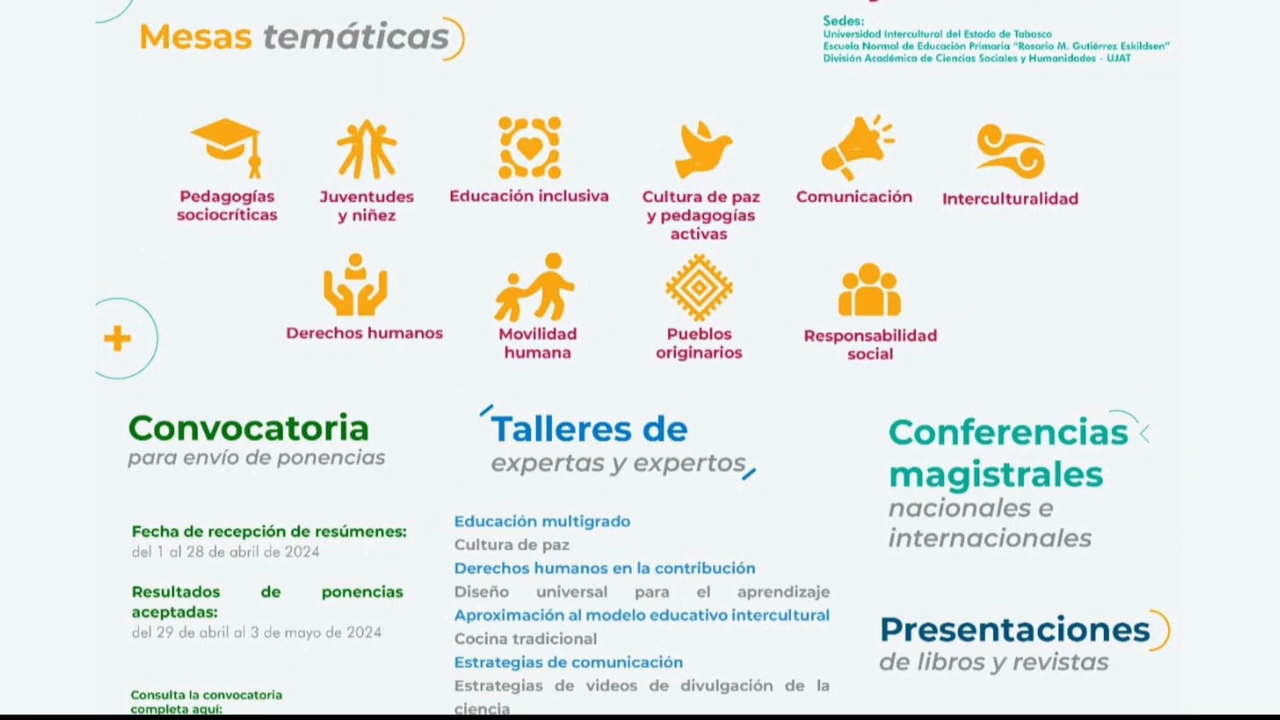 Mesas temáticas
Sedes:
Universidad Intercultural del Estado de Tabasco
Escuela Normal de Educación Primaria "Rosario M. Gutiérrez Eskildsen"
División Académica de Ciencias Sociales y Humanidades - UJAT
Pedagogías
sociocríticas
Juventudes
y niñez
Educación inclusiva
Cultura de paz
y pedagogías
activas
Comunicación
Interculturalidad
Derechos humanos
Movilidad
humana
Pueblos
originarios
Responsabilidad
social
Convocatoria
para envío de ponencias
Fecha de recepción de resúmenes:
del 1 al 28 de abril de 2024
Resultados de ponencias
aceptadas:
del 29 de abril al 3 de mayo de 2024
Consulta la convocatoria
completa aquí:
Talleres de
expertas y expertos
Educación multigrado
Cultura de paz
Derechos humanos en la contribución
Diseño universal para el aprendizaje
Aproximación al modelo educativo intercultural
Cocina tradicional
Estrategias de comunicación
Estrategias de videos de divulgación de la
ciencia
Conferencias
magistrales
nacionales e
internacionales
Presentaciones
de libros y revistas